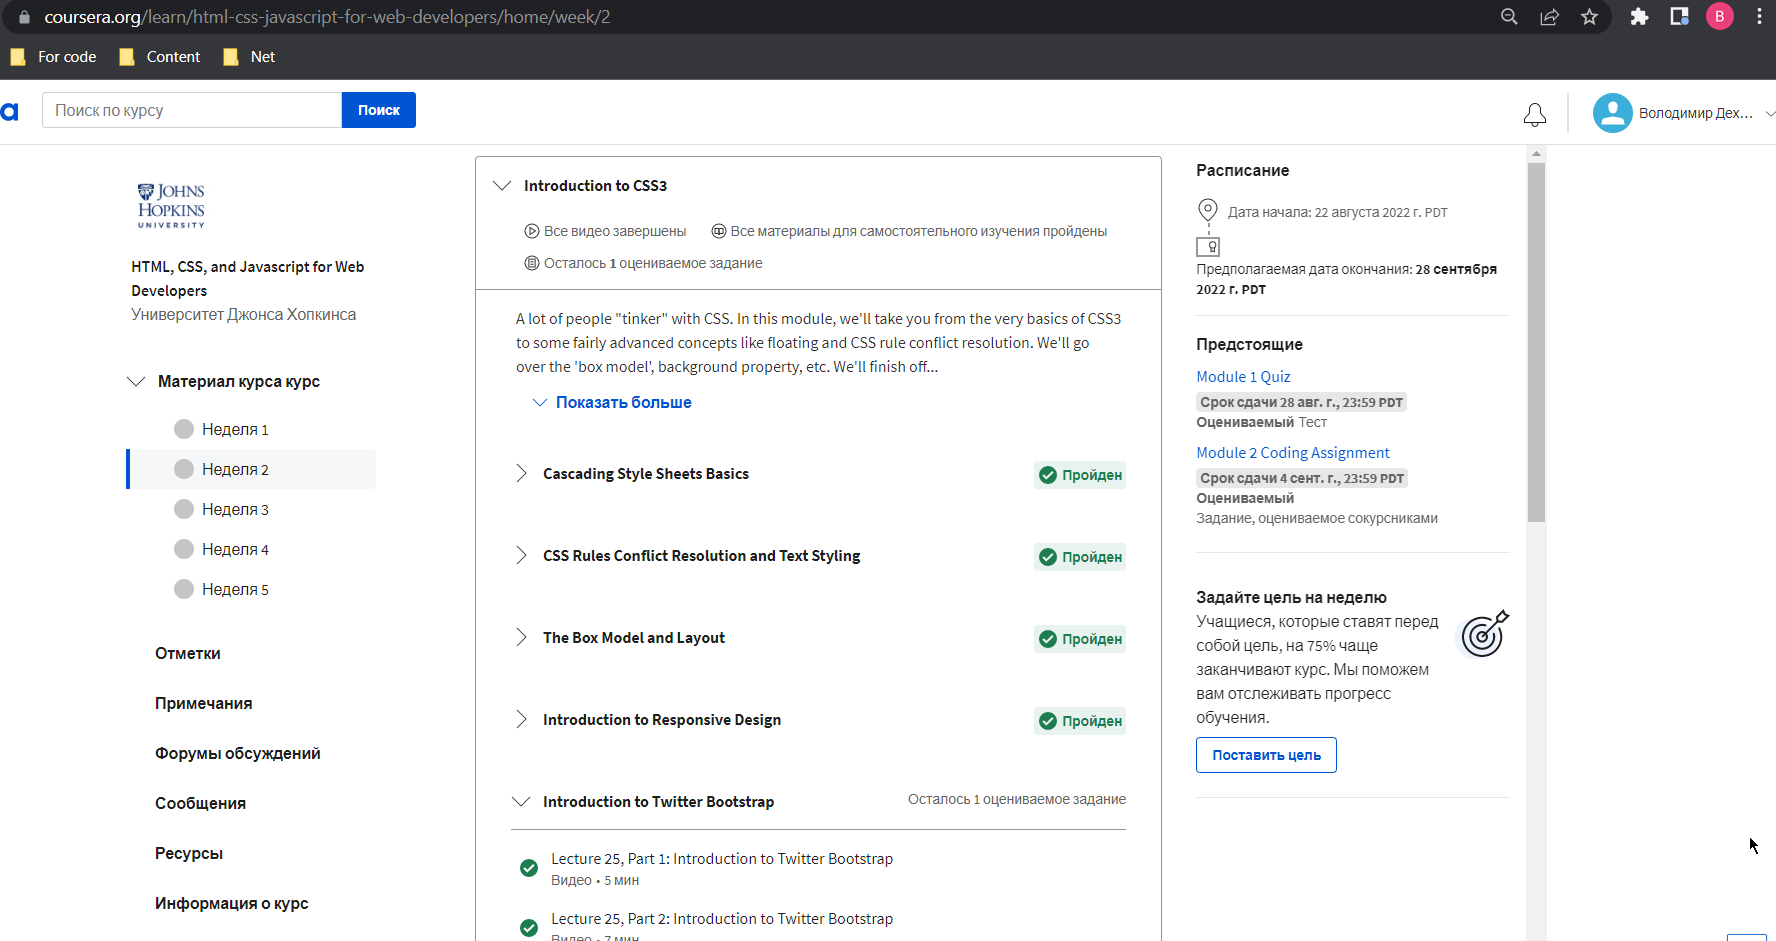 coursera.org/learn/html-css-javascript-for-web-developers/home/week/2
B
For code
Content
Net
a
Поиск по курсу
Поиск
Володимир Дех...
JOHNS
HOPKINS
UNIVERSITY
HTML, CSS, and Javascript for Web
Developers
Университет Джонса Хопкинса
Материал курса курс
Неделя 1
Неделя 2
Неделя 3
Неделя 4
Неделя 5
Отметки
Примечания
Форумы обсуждений
Сообщения
Ресурсы
Информация о курс
Introduction to CSS3
Все видео завершены
Все материалы для самостоятельного изучения пройдены
Осталось 1 оцениваемое задание
A lot of people "tinker" with CSS. In this module, we'll take you from the very basics of CSS3
to some fairly advanced concepts like floating and CSS rule conflict resolution. We'll go
over the 'box model', background property, etc. We'll finish off...
Показать больше
Cascading Style Sheets Basics
Пройден
CSS Rules Conflict Resolution and Text Styling
Пройден
The Box Model and Layout
Пройден
Introduction to Responsive Design
Пройден
Introduction to Twitter Bootstrap
Осталось 1 оцениваемое задание
Lecture 25, Part 1: Introduction to Twitter Bootstrap
Видео • 5 мин
Lecture 25, Part 2: Introduction to Twitter Bootstrap
Видео • 7 мин
Расписание
Дата начала: 22 августа 2022 г. PDT
Предполагаемая дата окончания: 28 сентября
2022 г. PDT
Предстоящие
Module 1 Quiz
Срок сдачи 28 авг. г., 23:59 PDT
Оцениваемый Тест
Module 2 Coding Assignment
Срок сдачи 4 сент. г., 23:59 PDT
Оцениваемый
Задание, оцениваемое сокурсниками
Задайте цель на неделю
Учащиеся, которые ставят перед
собой цель, на 75% чаще
заканчивают курс. Мы поможем
вам отслеживать прогресс
обучения.
Поставить цель